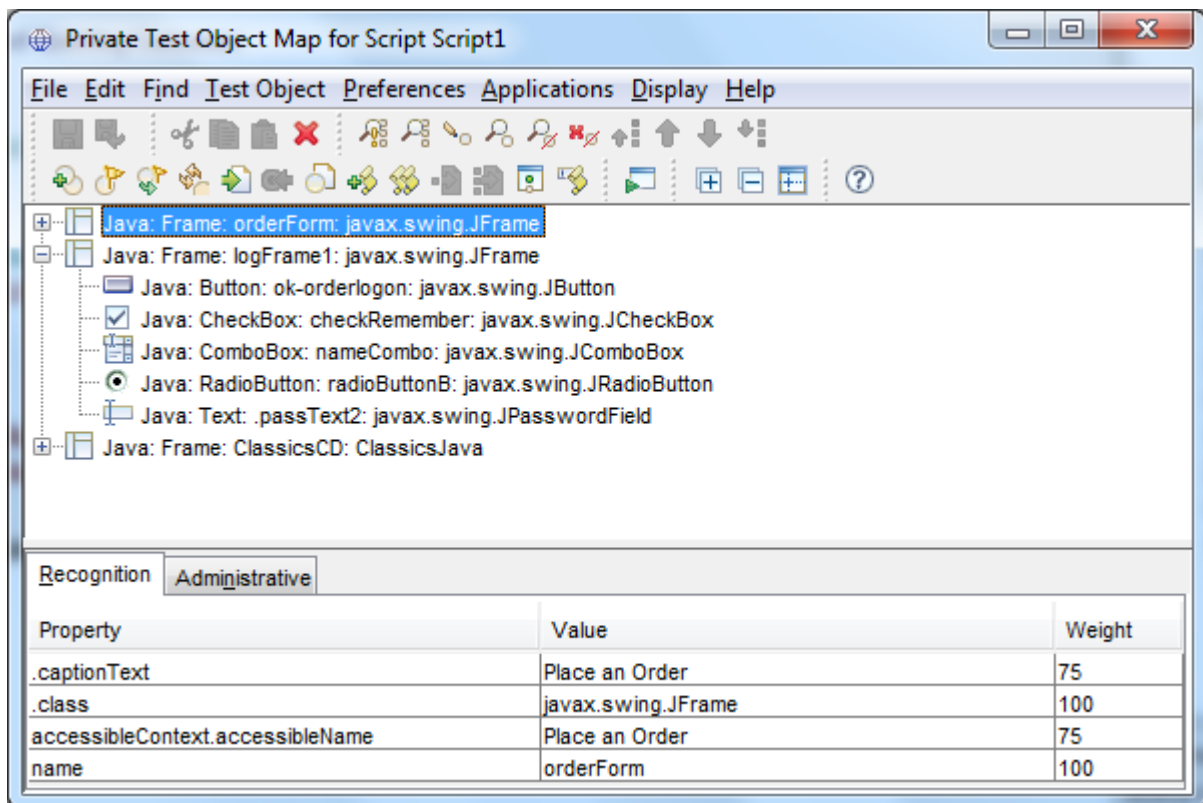 Private Test Object Map for Script Script1
File Edit Find Test Object Preferences Applications Display Help
Java: Frame: orderForm: javax.swing.JFrame
Java: Frame: logFrame1: javax.swing.JFrame
Java: Button: ok-orderlogon: javax.swing.JButton
Java: CheckBox: checkRemember: javax.swing.JCheckBox
Java: ComboBox: nameCombo: javax.swing.JComboBox
Java: RadioButton: radioButtonB: javax.swing.JRadioButton
Java: Text: .passText2: javax.swing.JPasswordField
Java: Frame: ClassicsCD: ClassicsJava
Recognition Administrative
Property Value Weight
.captionText Place an Order 75
.class javax.swing.JFrame 100
accessibleContext.accessibleName Place an Order 75
name orderForm 100